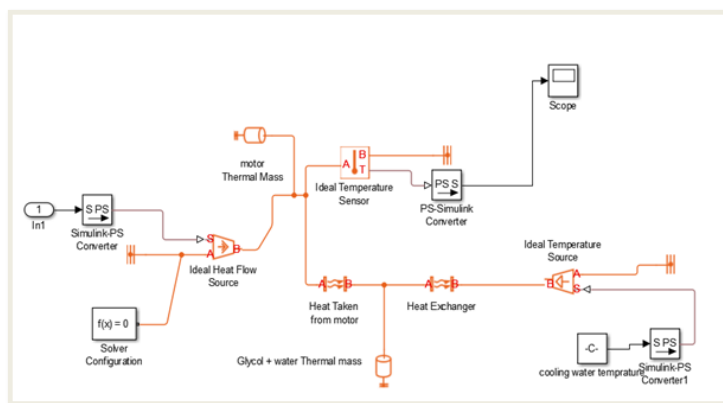 Scope
motor
Thermal Mass
B
A
T
Ideal Temperature
Sensor
PS S
PS-Simulink
Converter
1
In1
S PS
Simulink-PS
Converter
S
A
B
Ideal Heat Flow
Source
f(x) = 0
Solver
Configuration
A
B
Heat Taken
from motor
A
B
Heat Exchanger
Ideal Temperature
Source
B
A
S
Glycol + water Thermal mass
-C-
cooling water temprature
S PS
Simulink-PS
Converter1